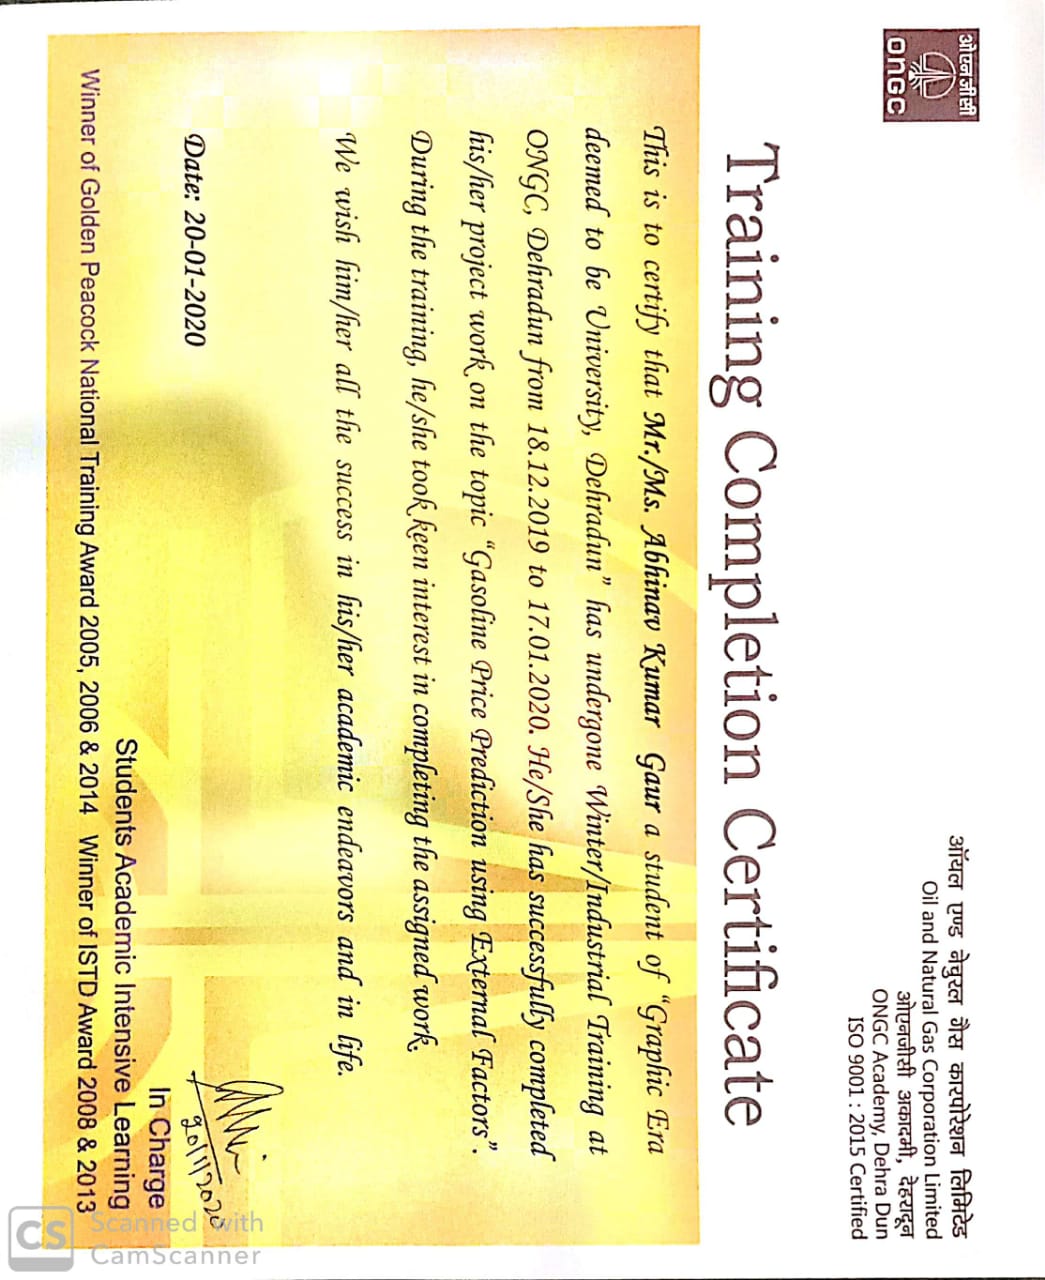 ओएनजीसी
ONGC
ऑयल एण्ड नेचुरल गैस कारपोरेशन लिमिटेड
Oil and Natural Gas Corporation Limited
ओएनजीसी अकादमी, देहरादून
ONGC Academy, Dehra Dun
ISO 9001 : 2015 Certified
Training Completion Certificate
This is to certify that Mr./Ms. Abhinav Kumar Gaur a student of “Graphic Era
deemed to be University, Dehradun” has undergone Winter/Industrial Training at
ONGC, Dehradun from 18.12.2019 to 17.01.2020. He/She has successfully completed
his/her project work on the topic “Gasoline Price Prediction using External Factors”.
During the training, he/she took keen interest in completing the assigned work.
We wish him/her all the success in his/her academic endeavors and in life.
Date: 20-01-2020
20/1/2020
In Charge
Students Academic Intensive Learning
Winner of Golden Peacock National Training Award 2005, 2006 & 2014 Winner of ISTD Award 2008 & 2013
CS
Scanned with
CamScanner